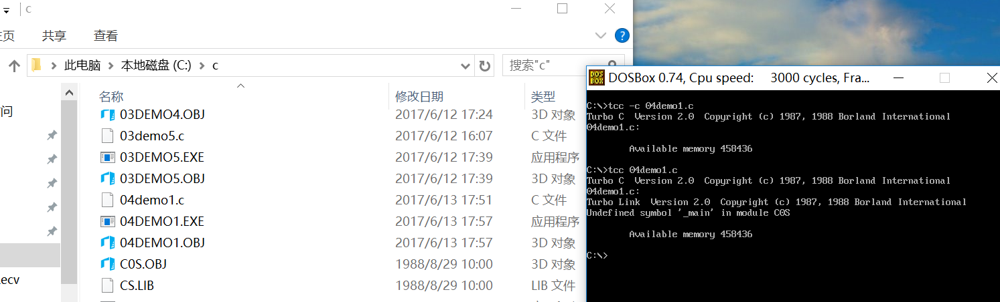 c
主页 共享 查看
此电脑 本地磁盘 (C:) c
搜索"c"
名称 修改日期 类型
03DEMO4.OBJ 2017/6/12 17:24 3D 对象
03demo5.c 2017/6/12 16:07 C 文件
03DEMO5.EXE 2017/6/12 17:39 应用程序
03DEMO5.OBJ 2017/6/12 17:39 3D 对象
04demo1.c 2017/6/13 17:51 C 文件
04DEMO1.EXE 2017/6/13 17:57 应用程序
04DEMO1.OBJ 2017/6/13 17:57 3D 对象
C0S.OBJ 1988/8/29 10:00 3D 对象
CS.LIB 1988/8/29 10:00 LIB 文件
问
ecv
DOS BOX
DOSBox 0.74, Cpu speed: 3000 cycles, Fra...
C:\>tcc -c 04demo1.c
Turbo C Version 2.0 Copyright (c) 1987, 1988 Borland International
04demo1.c:
Available memory 458436
C:\>tcc 04demo1.c
Turbo C Version 2.0 Copyright (c) 1987, 1988 Borland International
04demo1.c:
Turbo Link Version 2.0 Copyright (c) 1987, 1988 Borland International
Undefined symbol '_main' in module C0S
Available memory 458436
C:\>